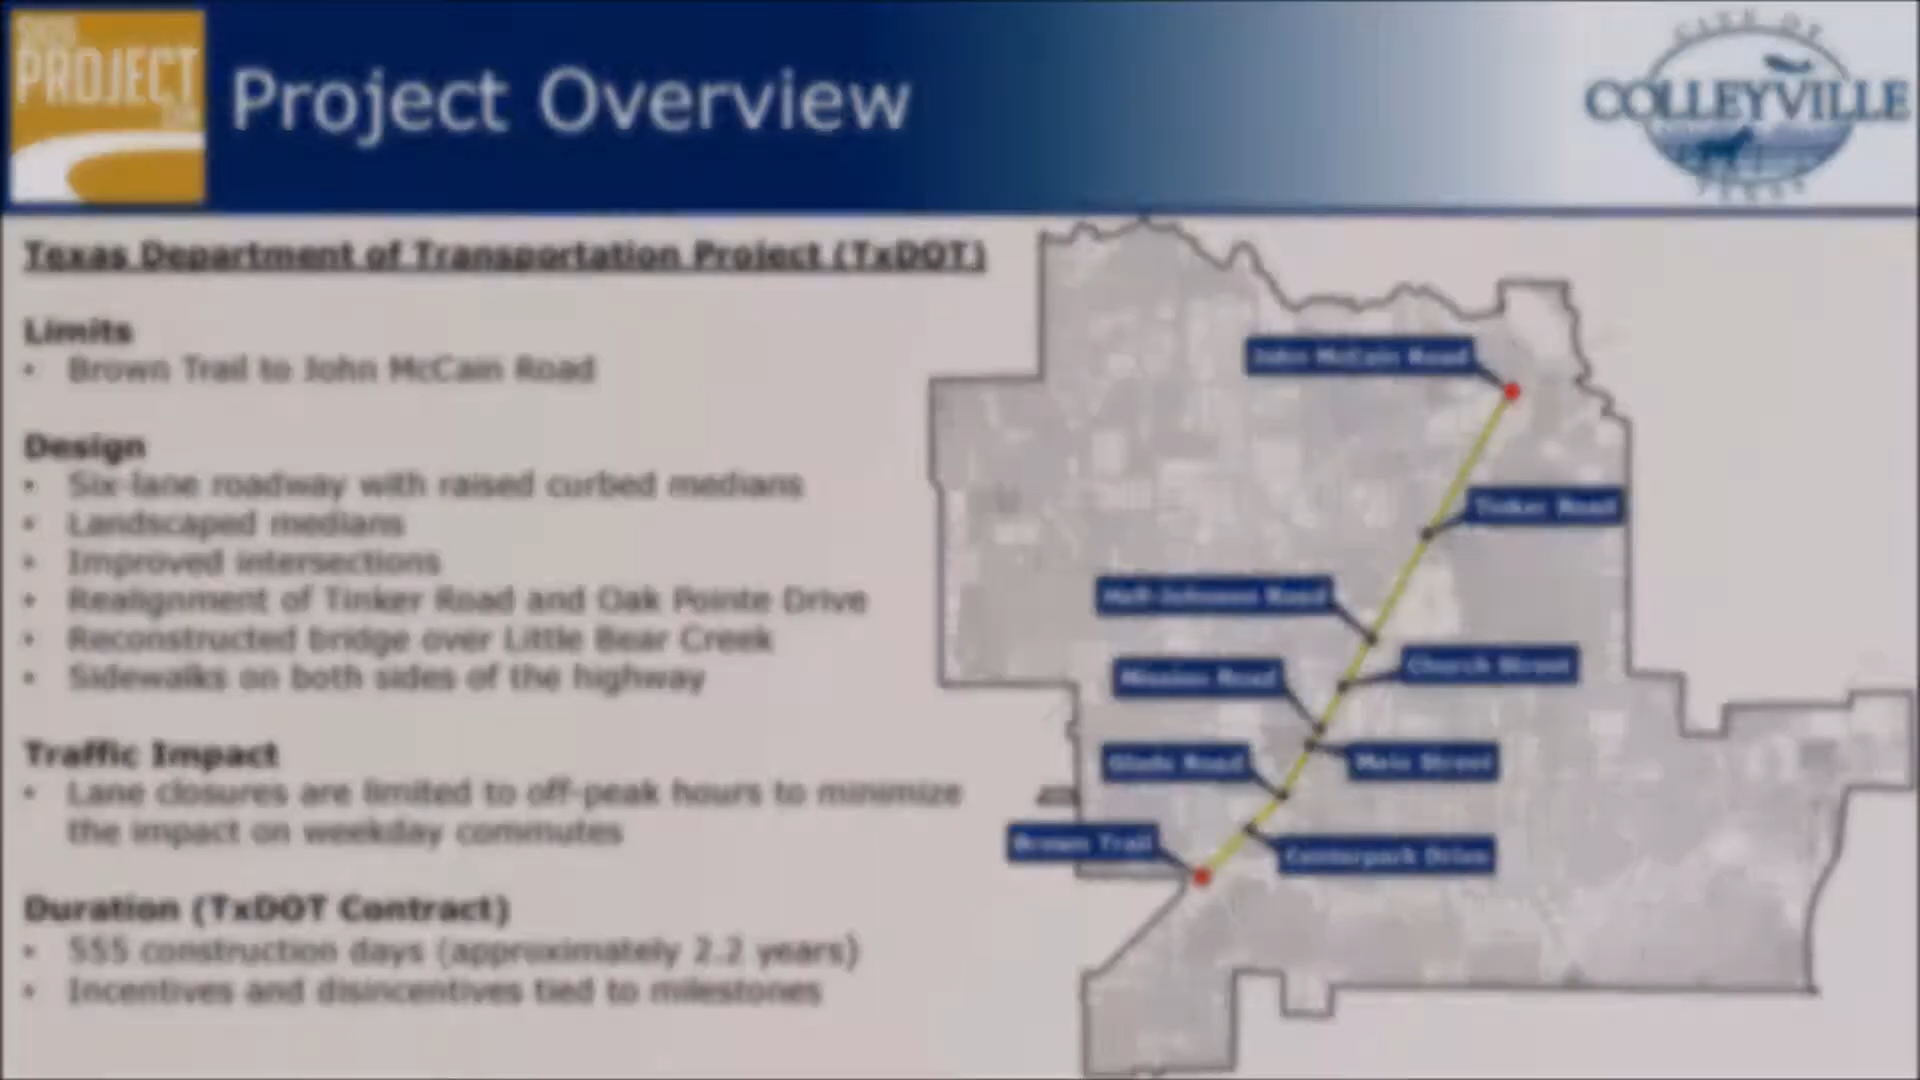 PROJECT
Project Overview
CITY OF
COLLEYVILLE
TEXAS
Texas Department of Transportation Project (TxDOT)
Limits
• Brown Trail to John McCain Road
Design
• Six-lane roadway with raised curbed medians
• Landscaped medians
• Improved intersections
• Realignment of Tinker Road and Oak Pointe Drive
• Reconstructed bridge over Little Bear Creek
• Sidewalks on both sides of the highway
Traffic Impact
• Lane closures are limited to off-peak hours to minimize
the impact on weekday commutes
Duration (TxDOT Contract)
• 555 construction days (approximately 2.2 years)
• Incentives and disincentives tied to milestones
John McCain Road
Tinker Road
Hall-Johnson Road
Church Street
Mission Road
Main Street
Glade Road
Brown Trail
Centerpark Drive